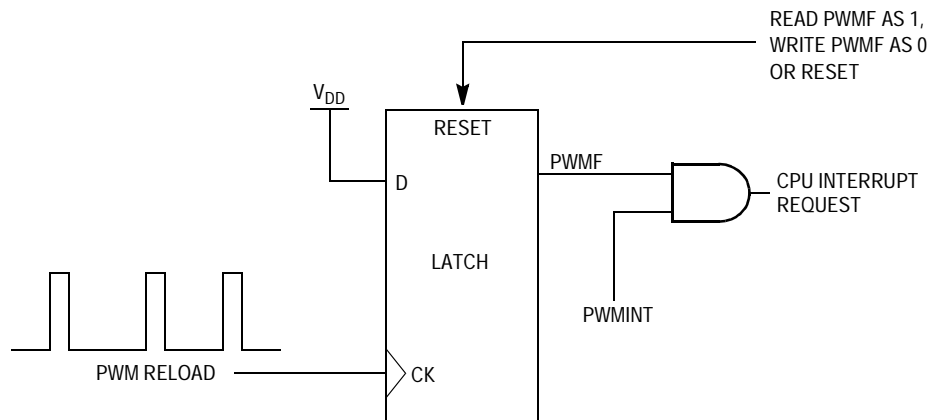 READ PWMF AS 1,
WRITE PWMF AS 0
OR RESET
VDD
RESET
PWMF
D
CPU INTERRUPT
REQUEST
LATCH
PWMINT
PWM RELOAD
CK